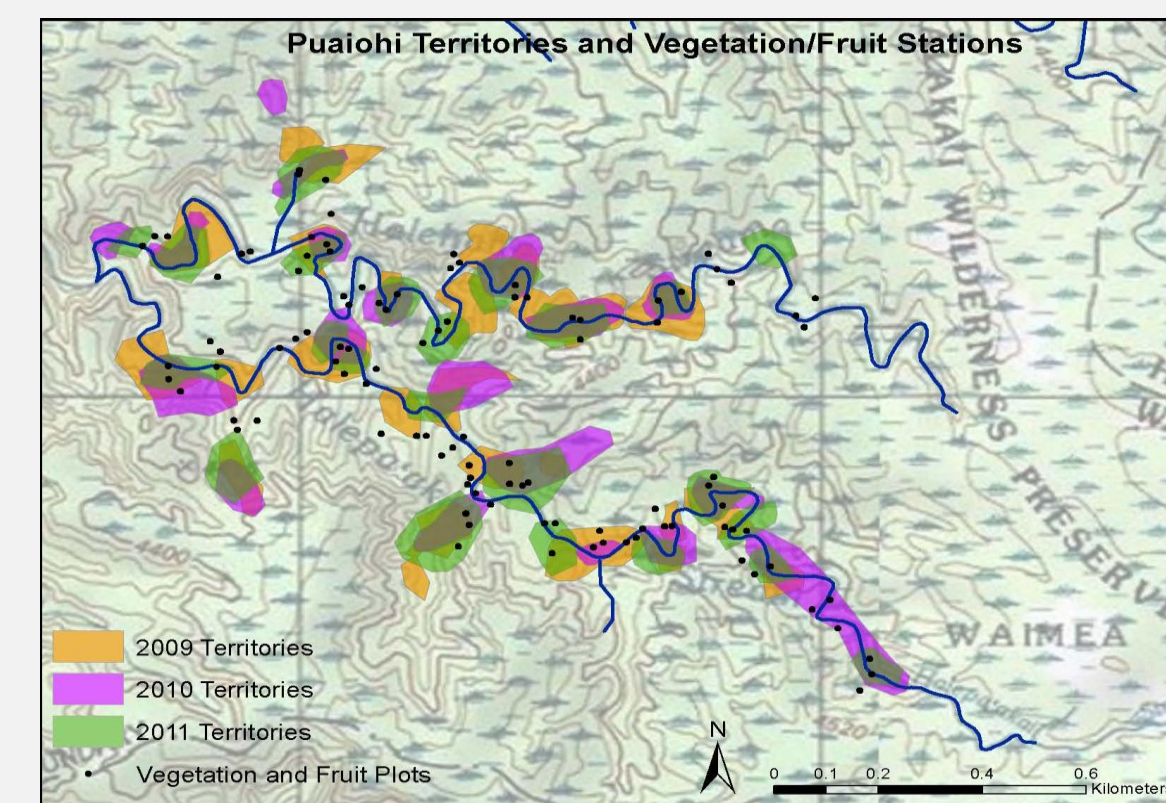 Puaiohi Territories and Vegetation/Fruit Stations
WILDERNESS
PRESERV
4400
4400
WAIMEA
4520
2009 Territories
2010 Territories
2011 Territories
Vegetation and Fruit Plots
N
0 0.1 0.2 0.4 0.6
Kilometer